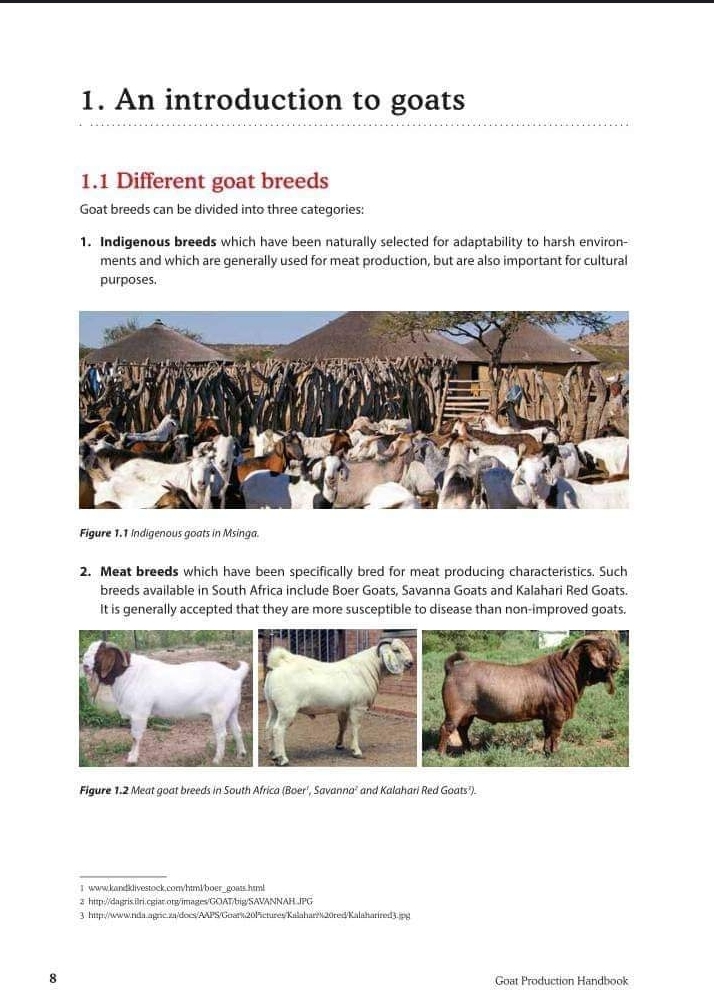 1. An introduction to goats
1.1 Different goat breeds
Goat breeds can be divided into three categories:
1. Indigenous breeds which have been naturally selected for adaptability to harsh environ-
ments and which are generally used for meat production, but are also important for cultural
purposes.
Figure 1.1 Indigenous goats in Msinga.
2. Meat breeds which have been specifically bred for meat producing characteristics. Such
breeds available in South Africa include Boer Goats, Savanna Goats and Kalahari Red Goats.
It is generally accepted that they are more susceptible to disease than non-improved goats.
Figure 1.2 Meat goat breeds in South Africa (Boer¹, Savanna² and Kalahari Red Goats³).
1 www.kandklivestock.com/html/boer_goats.html
2 http://dagris.ilri.cgiar.org/images/GOAT/big/SAVANNAH.JPG
3 http://www.nda.agric.za/docs/AAPS/Goat%20Pictures/Kalahari%20red/Kalaharired3.jpg
8
Goat Production Handbook